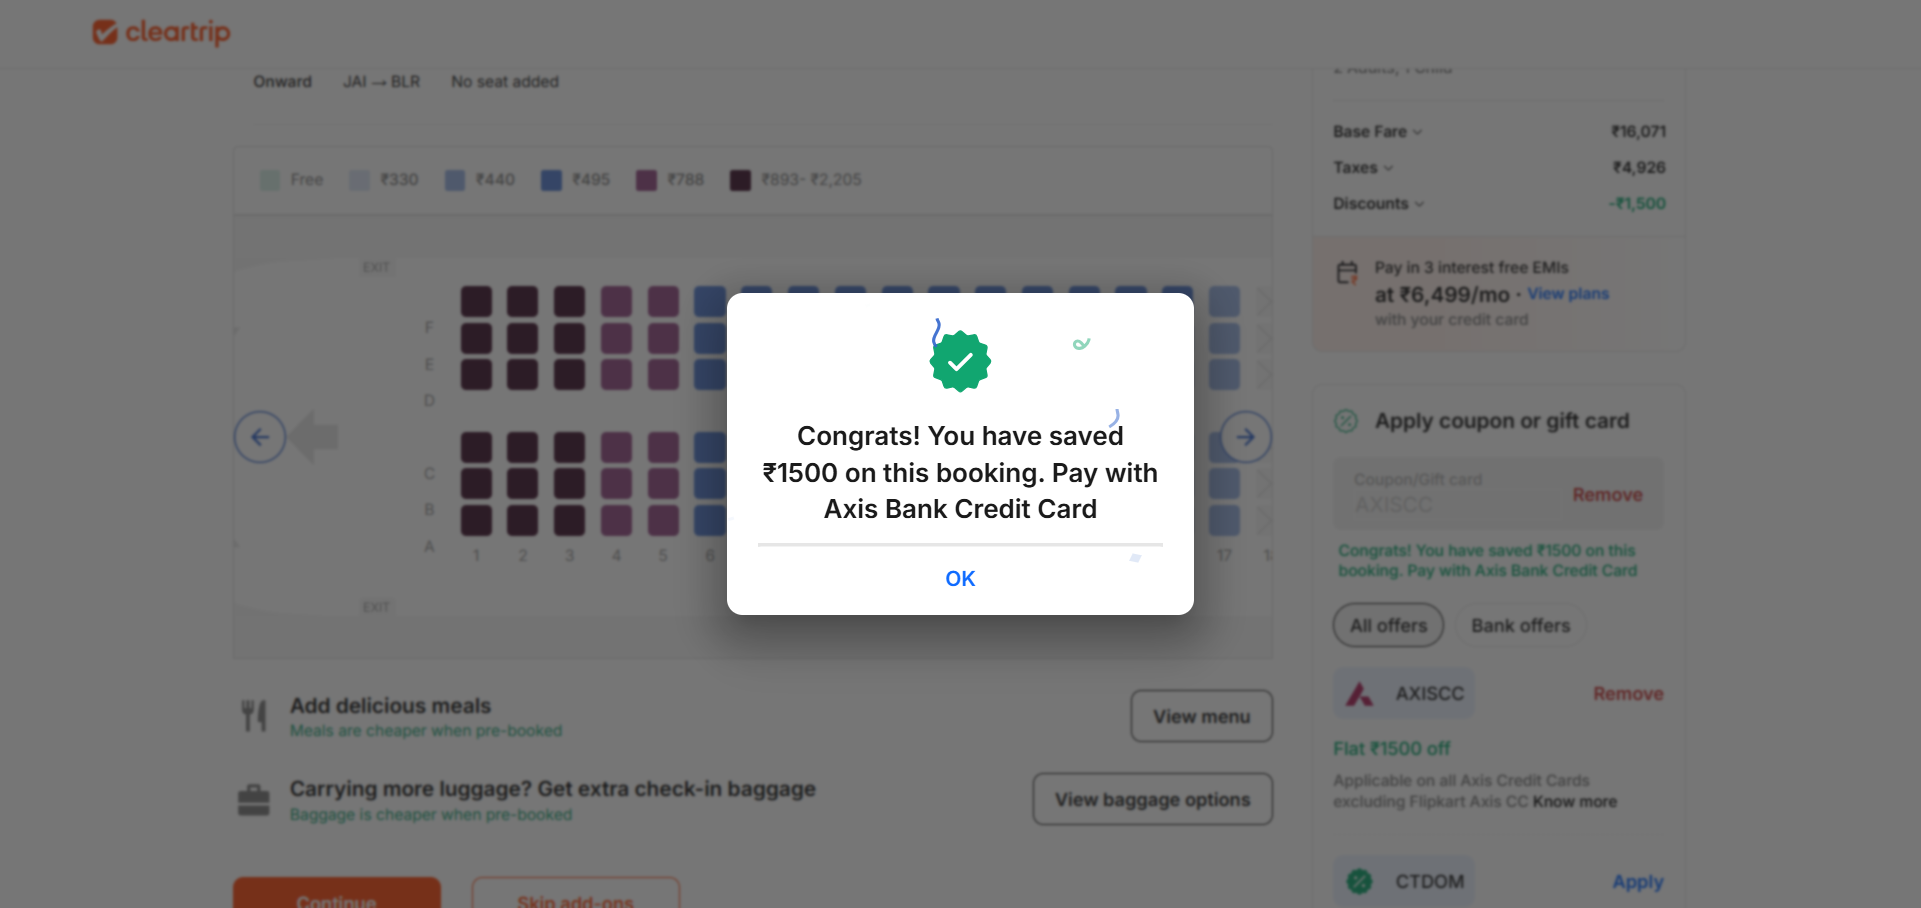 cleartrip
Onward JAI → BLR No seat added
Free ₹330 ₹440 ₹495 ₹788 ₹893- ₹2,205
EXIT
F
E
D
C
B
A
1 2 3 4 5 6 17
EXIT
Add delicious meals
Meals are cheaper when pre-booked
View menu
Carrying more luggage? Get extra check-in baggage
Baggage is cheaper when pre-booked
View baggage options
Continue Skip add-ons
Congrats! You have saved
₹1500 on this booking. Pay with
Axis Bank Credit Card
OK
2 Adults, 1 Child
Base Fare ₹16,071
Taxes ₹4,926
Discounts -₹1,500
Pay in 3 interest free EMIs
at ₹6,499/mo · View plans
with your credit card
Apply coupon or gift card
Coupon/Gift card
AXISCC
Remove
Congrats! You have saved ₹1500 on this
booking. Pay with Axis Bank Credit Card
All offers Bank offers
AXISCC Remove
Flat ₹1500 off
Applicable on all Axis Credit Cards
excluding Flipkart Axis CC Know more
CTDOM Apply